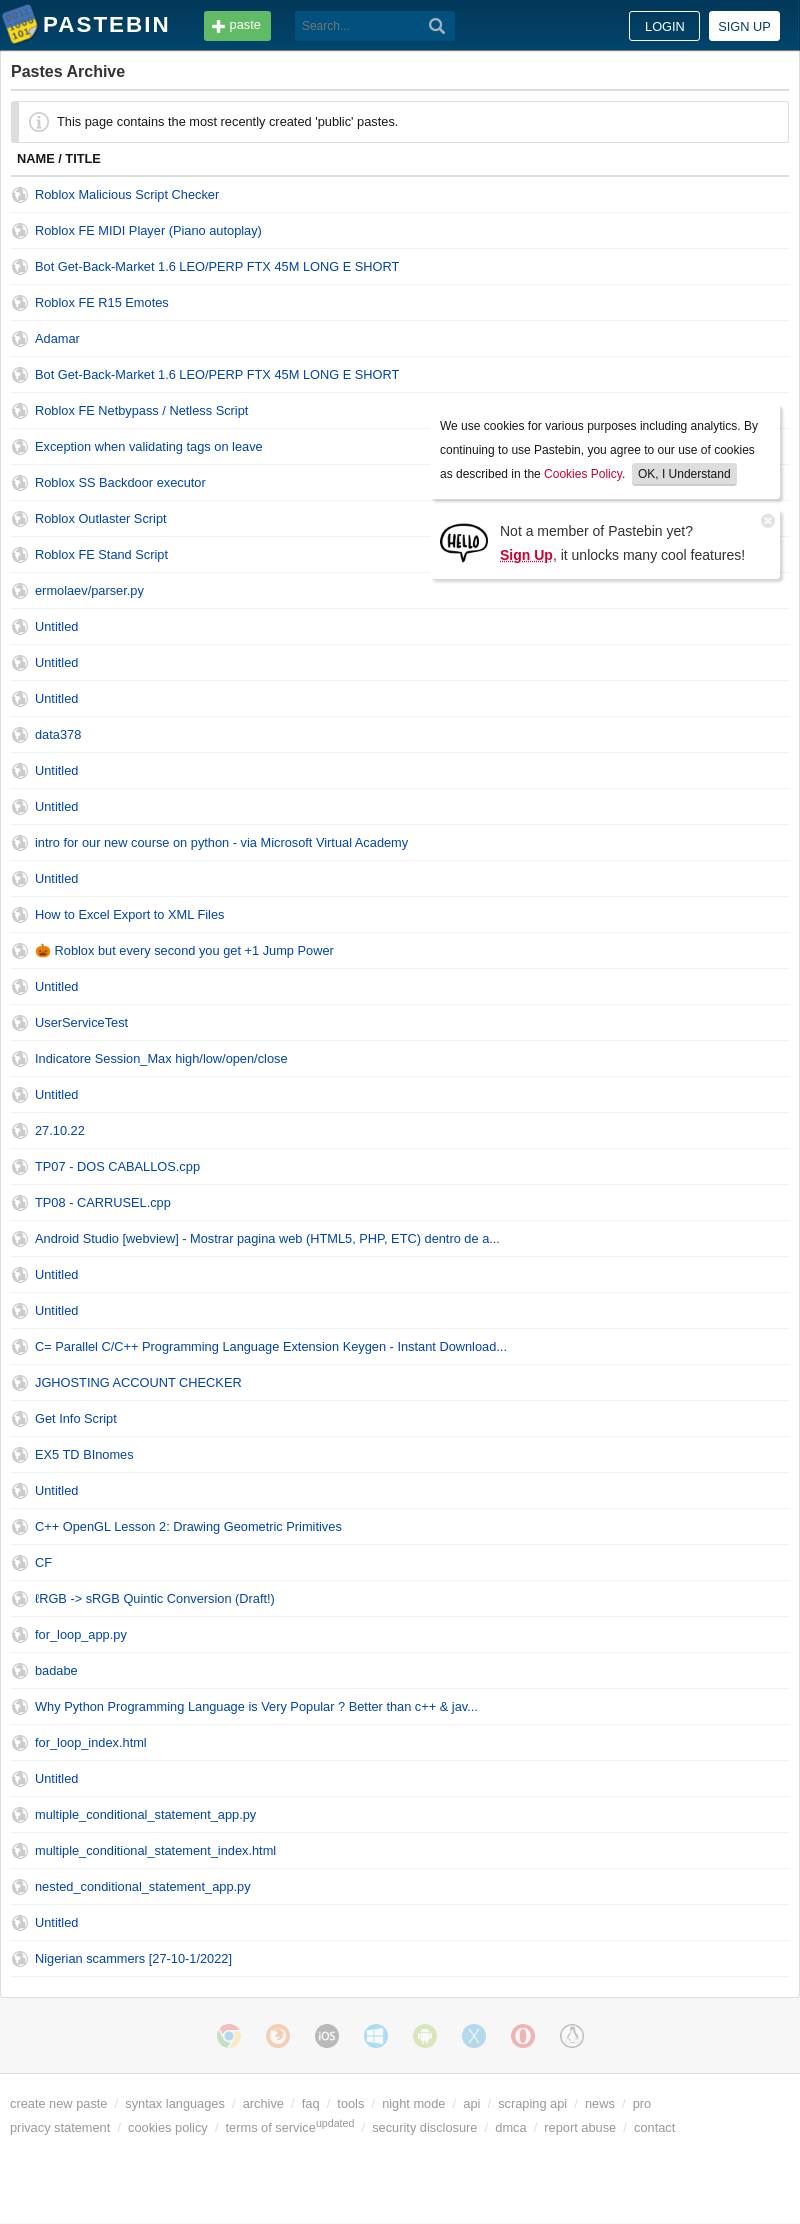 PASTEBIN
paste
Search...
LOGIN
SIGN UP
Pastes Archive
This page contains the most recently created 'public' pastes.
NAME / TITLE
Roblox Malicious Script Checker
Roblox FE MIDI Player (Piano autoplay)
Bot Get-Back-Market 1.6 LEO/PERP FTX 45M LONG E SHORT
Roblox FE R15 Emotes
Adamar
Bot Get-Back-Market 1.6 LEO/PERP FTX 45M LONG E SHORT
Roblox FE Netbypass / Netless Script
Exception when validating tags on leave
Roblox SS Backdoor executor
Roblox Outlaster Script
Roblox FE Stand Script
We use cookies for various purposes including analytics. By
continuing to use Pastebin, you agree to our use of cookies
as described in the Cookies Policy. OK, I Understand
HELLO
Not a member of Pastebin yet?
Sign Up, it unlocks many cool features!
ermolaev/parser.py
Untitled
Untitled
Untitled
data378
Untitled
Untitled
intro for our new course on python - via Microsoft Virtual Academy
Untitled
How to Excel Export to XML Files
🎃 Roblox but every second you get +1 Jump Power
Untitled
UserServiceTest
Indicatore Session_Max high/low/open/close
Untitled
27.10.22
TP07 - DOS CABALLOS.cpp
TP08 - CARRUSEL.cpp
Android Studio [webview] - Mostrar pagina web (HTML5, PHP, ETC) dentro de a...
Untitled
Untitled
C= Parallel C/C++ Programming Language Extension Keygen - Instant Download...
JGHOSTING ACCOUNT CHECKER
Get Info Script
EX5 TD BInomes
Untitled
C++ OpenGL Lesson 2: Drawing Geometric Primitives
CF
ℓRGB -> sRGB Quintic Conversion (Draft!)
for_loop_app.py
badabe
Why Python Programming Language is Very Popular ? Better than c++ & jav...
for_loop_index.html
Untitled
multiple_conditional_statement_app.py
multiple_conditional_statement_index.html
nested_conditional_statement_app.py
Untitled
Nigerian scammers [27-10-1/2022]
iOS
create new paste / syntax languages / archive / faq / tools / night mode / api / scraping api / news / pro
privacy statement / cookies policy / terms of service updated / security disclosure / dmca / report abuse / contact